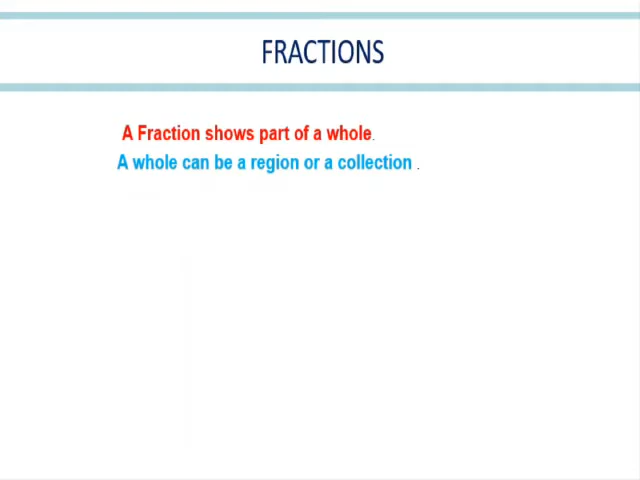 FRACTIONS
A Fraction shows part of a whole.
A whole can be a region or a collection .